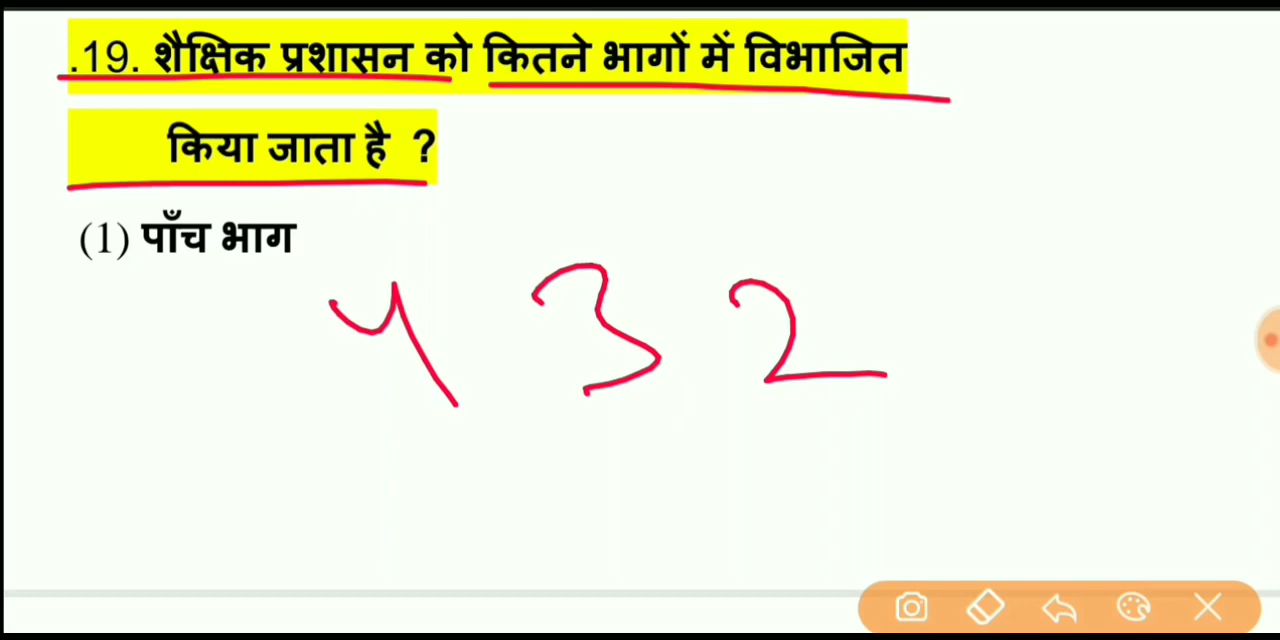 .19. शैक्षिक प्रशासन को कितने भागों में विभाजित
किया जाता है ?
(1) पाँच भाग
4 3 2